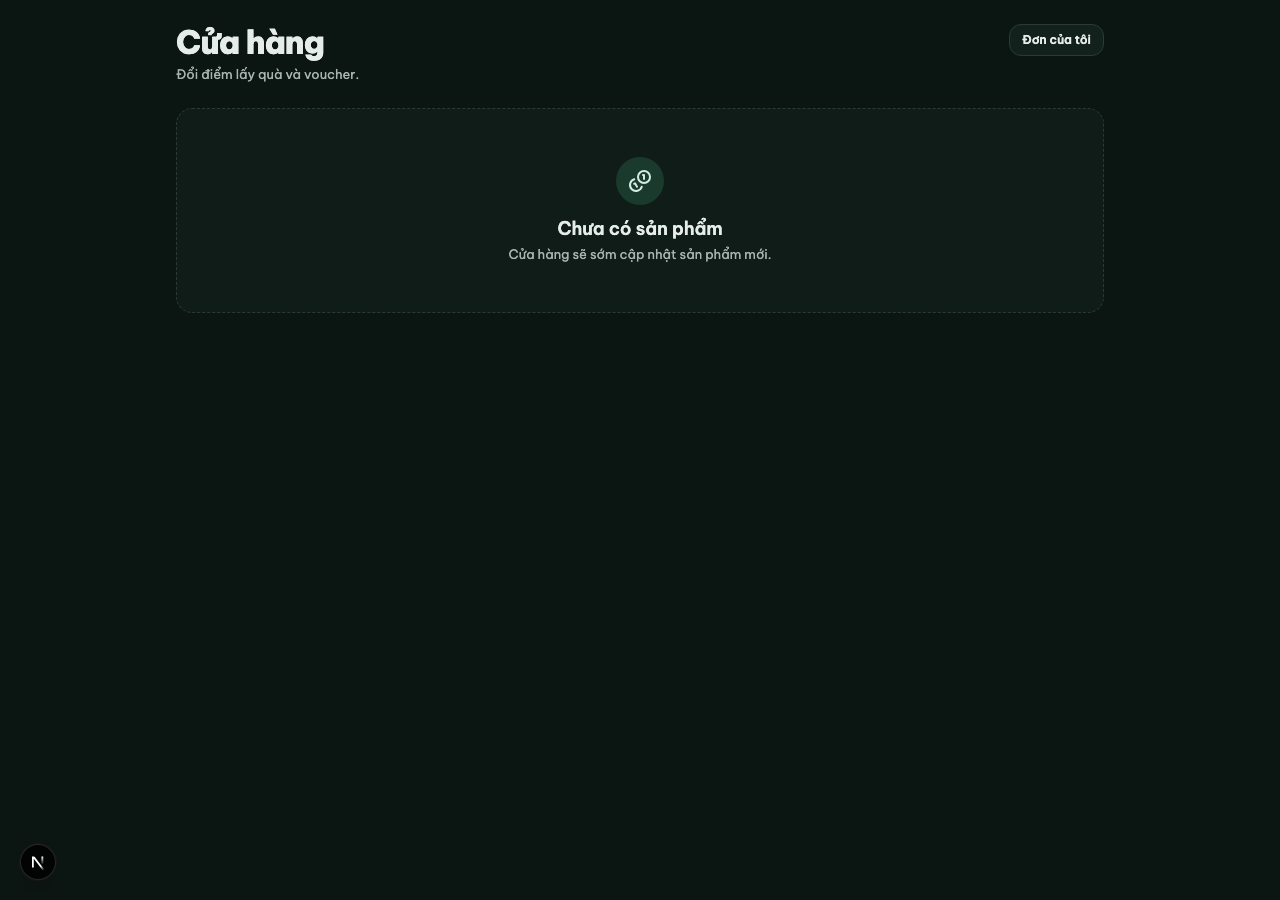 Cửa hàng
Đơn của tôi
Đổi điểm lấy quà và voucher.
Chưa có sản phẩm
Cửa hàng sẽ sớm cập nhật sản phẩm mới.
N